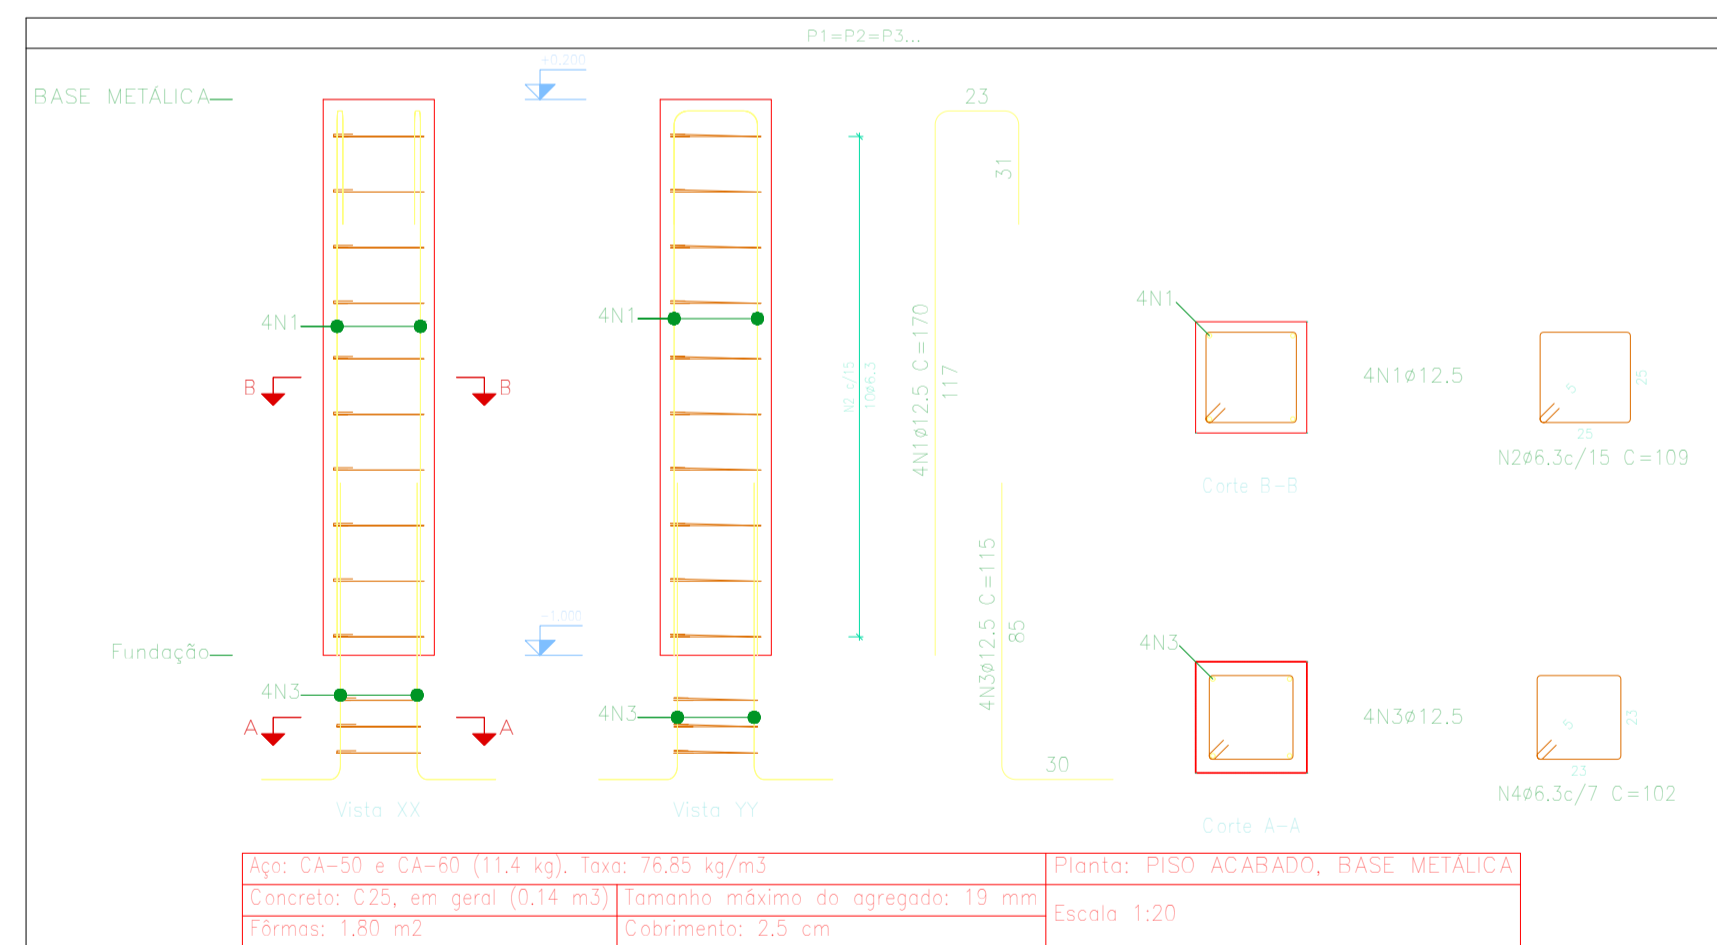 P1=P2=P3...
+0.200
BASE METÁLICA
23
31
4N1
4N1
4N1
B
B
N2 c/15
10ø6.3
4N1ø12.5 C=170
117
4N1ø12.5
5
25
25
N2ø6.3c/15 C=109
Corte B-B
-1.000
Fundação
4N3ø12.5 C=115
85
4N3
4N3
4N3
A
A
30
4N3ø12.5
5
23
23
N4ø6.3c/7 C=102
Vista XX
Vista YY
Corte A-A
Aço: CA-50 e CA-60 (11.4 kg). Taxa: 76.85 kg/m3
Planta: PISO ACABADO, BASE METÁLICA
Concreto: C25, em geral (0.14 m3)
Tamanho máximo do agregado: 19 mm
Escala 1:20
Fôrmas: 1.80 m2
Cobrimento: 2.5 cm